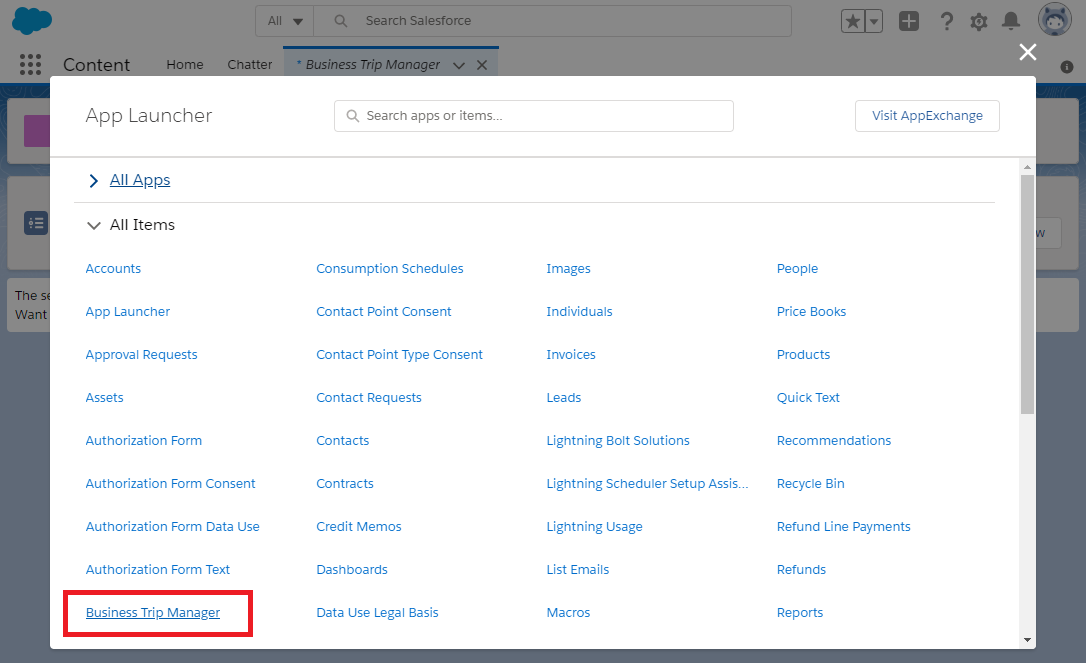 All
Search Salesforce
Content
Home
Chatter
* Business Trip Manager
App Launcher
Search apps or items...
Visit AppExchange
All Apps
All Items
Accounts
Consumption Schedules
Images
People
App Launcher
Contact Point Consent
Individuals
Price Books
Approval Requests
Contact Point Type Consent
Invoices
Products
Assets
Contact Requests
Leads
Quick Text
Authorization Form
Contacts
Lightning Bolt Solutions
Recommendations
Authorization Form Consent
Contracts
Lightning Scheduler Setup Assis...
Recycle Bin
Authorization Form Data Use
Credit Memos
Lightning Usage
Refund Line Payments
Authorization Form Text
Dashboards
List Emails
Refunds
Business Trip Manager
Data Use Legal Basis
Macros
Reports
The se
Want
w